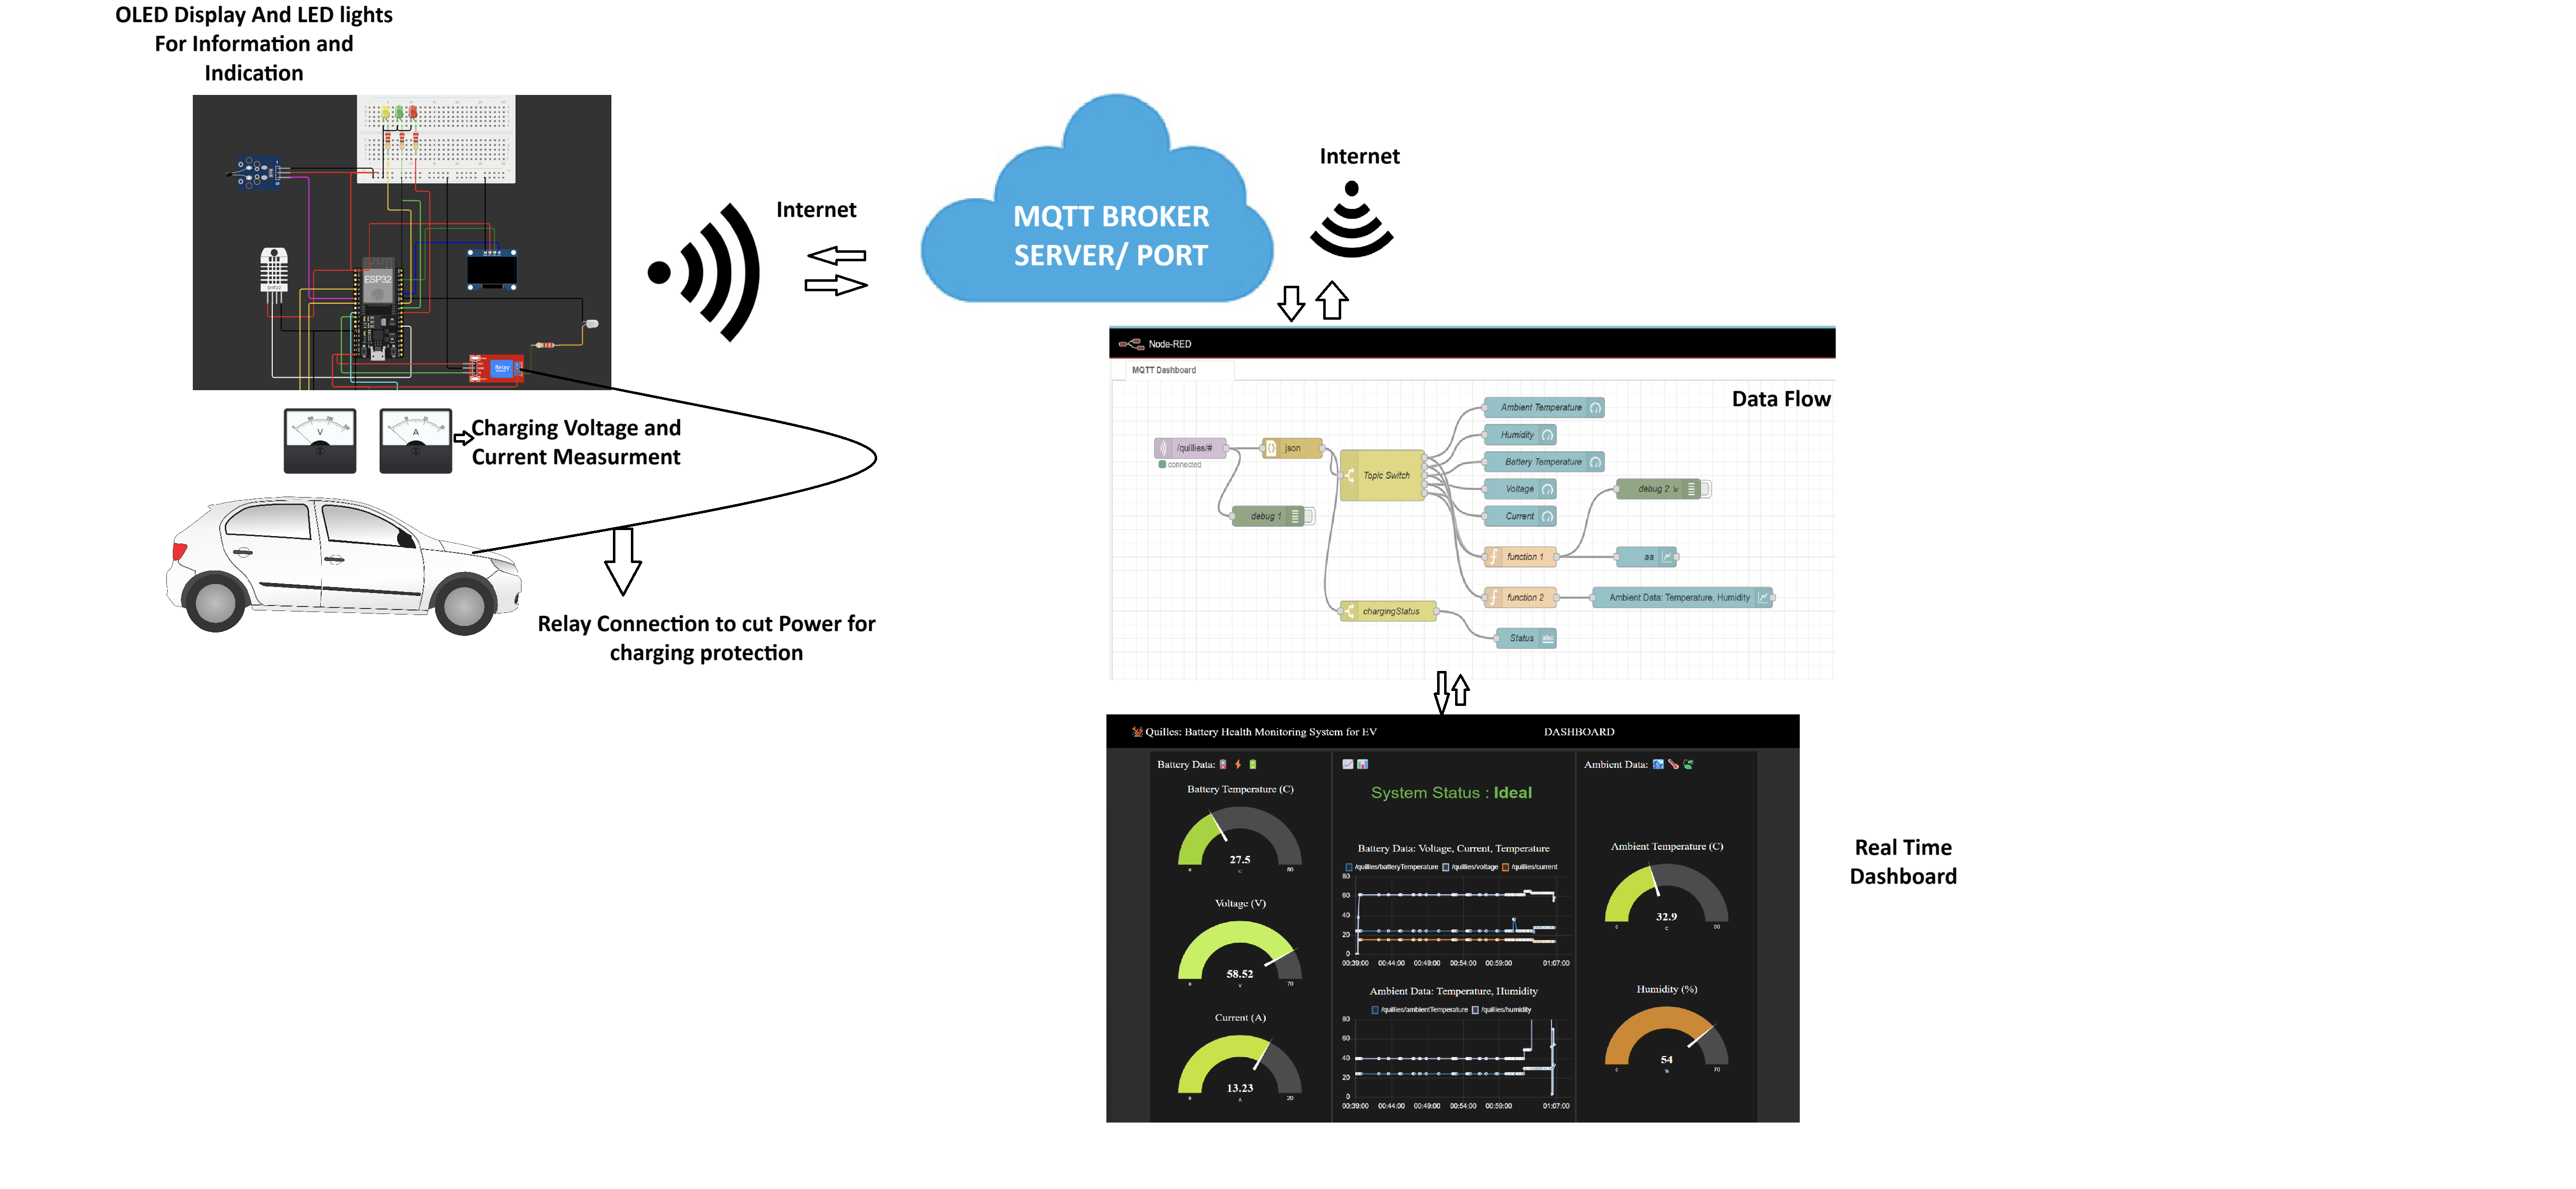 OLED Display And LED lights
For Information and
Indication
ESP32
DHT22
Relay
V
A
Charging Voltage and
Current Measurment
Relay Connection to cut Power for
charging protection
Internet
MQTT BROKER
SERVER/ PORT
Internet
Node-RED
MQTT Dashboard
Data Flow
/quillies/#
connected
json
debug 1
Topic Switch
chargingStatus
Ambient Temperature
Humidity
Battery Temperature
Voltage
Current
function 1
function 2
Status
abc
debug 2
aa
Ambient Data: Temperature, Humidity
Quilles: Battery Health Monitoring System for EV
DASHBOARD
Battery Data:
Battery Temperature (C)
27.5
C
0
80
Voltage (V)
58.52
V
0
70
Current (A)
13.23
A
0
20
System Status : Ideal
Battery Data: Voltage, Current, Temperature
/quillies/batteryTemperature /quillies/voltage /quillies/current
80
60
40
20
0
00:39:00 00:44:00 00:49:00 00:54:00 00:59:00 01:07:00
Ambient Data: Temperature, Humidity
/quillies/ambientTemperature /quillies/humidity
80
60
40
20
0
00:39:00 00:44:00 00:49:00 00:54:00 00:59:00 01:07:00
Ambient Data:
Ambient Temperature (C)
32.9
C
Humidity (%)
54
%
Real Time
Dashboard